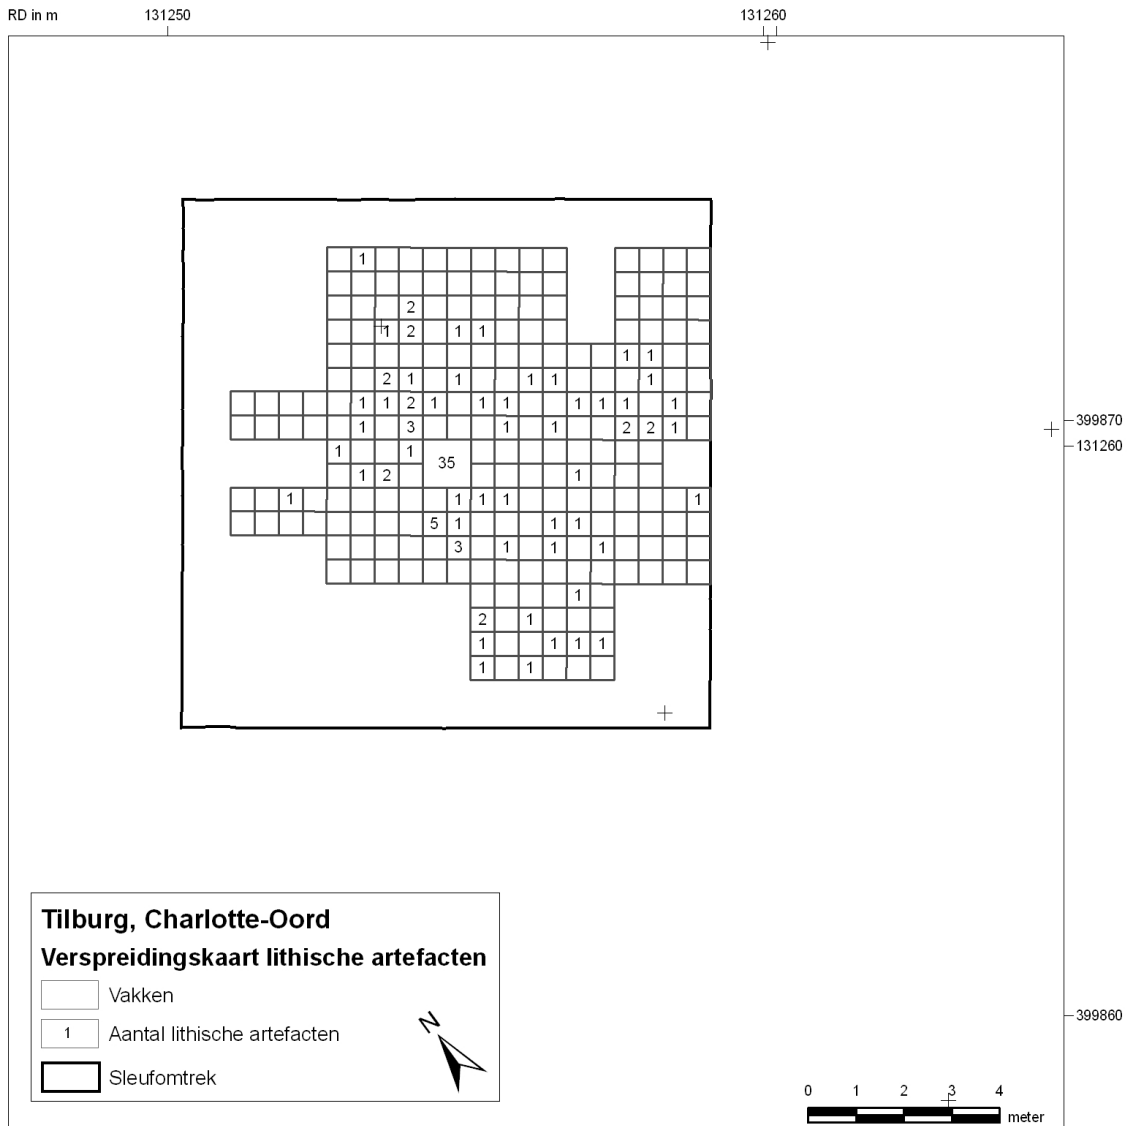 RD in m 131250 131260
1
2
1 2 1 1
1 1
2 1 1 1 1 1
1 1 2 1 1 1 1 1 1 1
1 3 1 1 2 2 1
399870
1 1
131260
35
1 2 1
1 1 1 1 1
5 1 1 1
3 1 1 1
1
2 1
1 1 1 1
1 1
Tilburg, Charlotte-Oord
Verspreidingskaart lithische artefacten
Vakken
1 Aantal lithische artefacten
Sleufomtrek
N
399860
0 1 2 3 4
meter